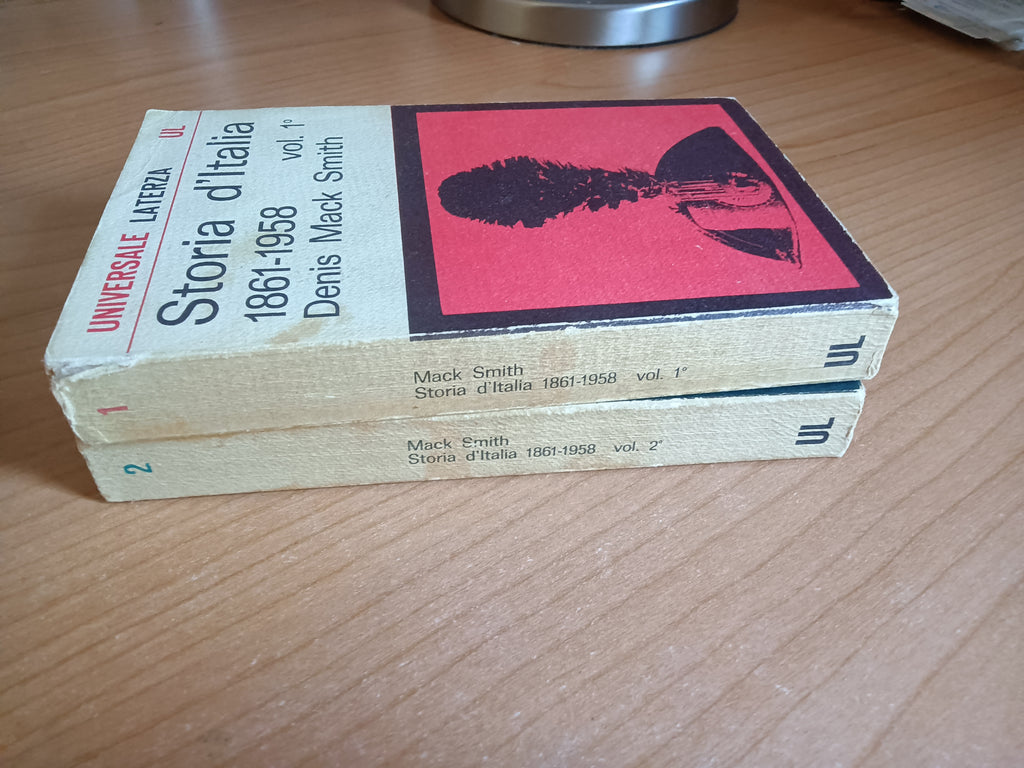 UNIVERSALE LATERZA UL
Storia d'Italia
1861-1958 vol. 1°
Denis Mack Smith
1
Mack Smith
Storia d'Italia 1861-1958 vol. 1°
UL
2
Mack Smith
Storia d'Italia 1861-1958 vol. 2°
UL